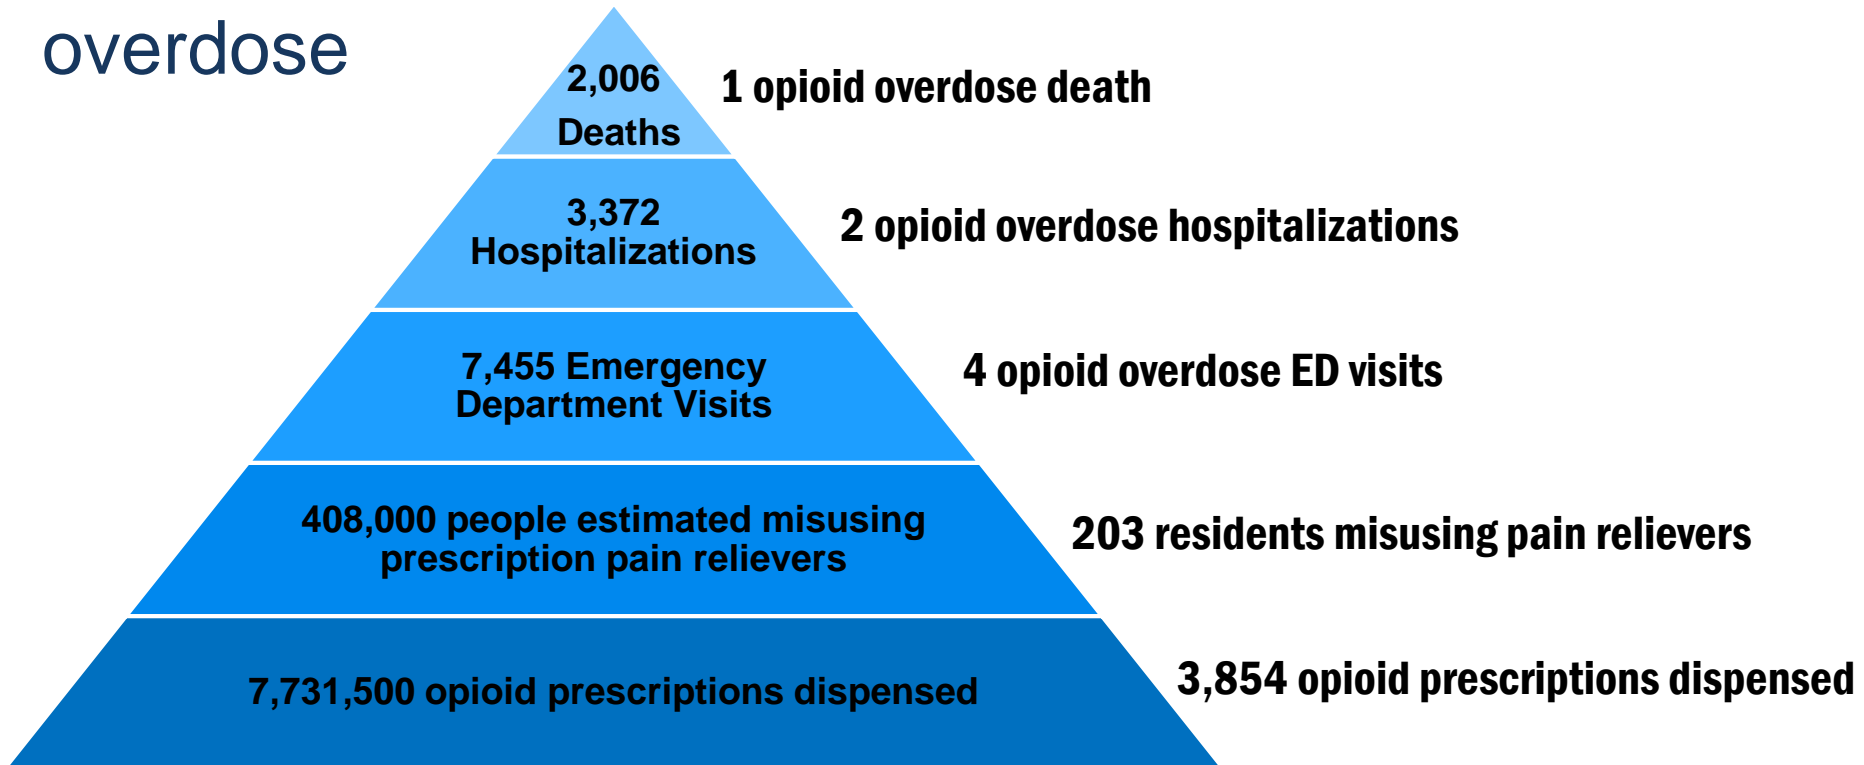 overdose
2,006
Deaths
1 opioid overdose death
3,372
Hospitalizations
2 opioid overdose hospitalizations
7,455 Emergency
Department Visits
4 opioid overdose ED visits
408,000 people estimated misusing
prescription pain relievers
203 residents misusing pain relievers
7,731,500 opioid prescriptions dispensed
3,854 opioid prescriptions dispensed